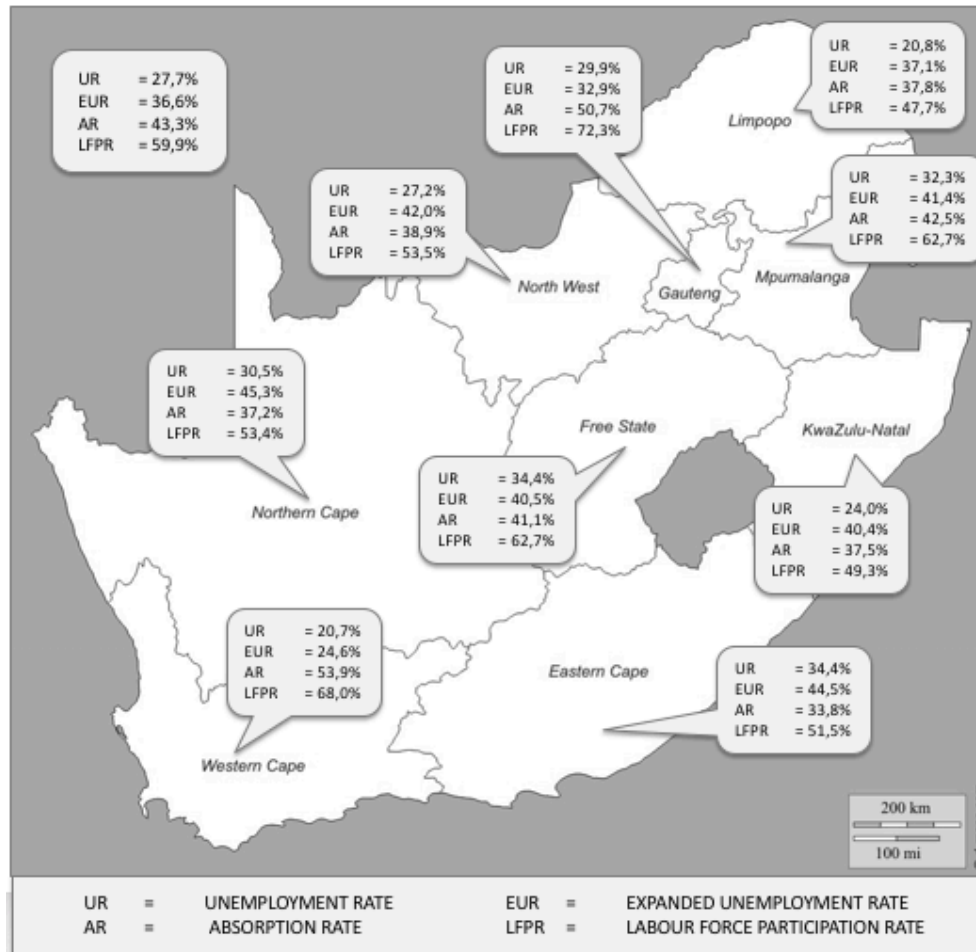 UR = 27,7%
EUR = 36,6%
AR = 43,3%
LFPR = 59,9%
UR = 29,9%
EUR = 32,9%
AR = 50,7%
LFPR = 72,3%
UR = 20,8%
EUR = 37,1%
AR = 37,8%
LFPR = 47,7%
Limpopo
UR = 27,2%
EUR = 42,0%
AR = 38,9%
LFPR = 53,5%
UR = 32,3%
EUR = 41,4%
AR = 42,5%
LFPR = 62,7%
North West
Gauteng
Mpumalanga
UR = 30,5%
EUR = 45,3%
AR = 37,2%
LFPR = 53,4%
Free State
KwaZulu-Natal
Northern Cape
UR = 34,4%
EUR = 40,5%
AR = 41,1%
LFPR = 62,7%
UR = 24,0%
EUR = 40,4%
AR = 37,5%
LFPR = 49,3%
UR = 20,7%
EUR = 24,6%
AR = 53,9%
LFPR = 68,0%
Eastern Cape
UR = 34,4%
EUR = 44,5%
AR = 33,8%
LFPR = 51,5%
Western Cape
200 km
100 mi
UR = UNEMPLOYMENT RATE EUR = EXPANDED UNEMPLOYMENT RATE
AR = ABSORPTION RATE LFPR = LABOUR FORCE PARTICIPATION RATE